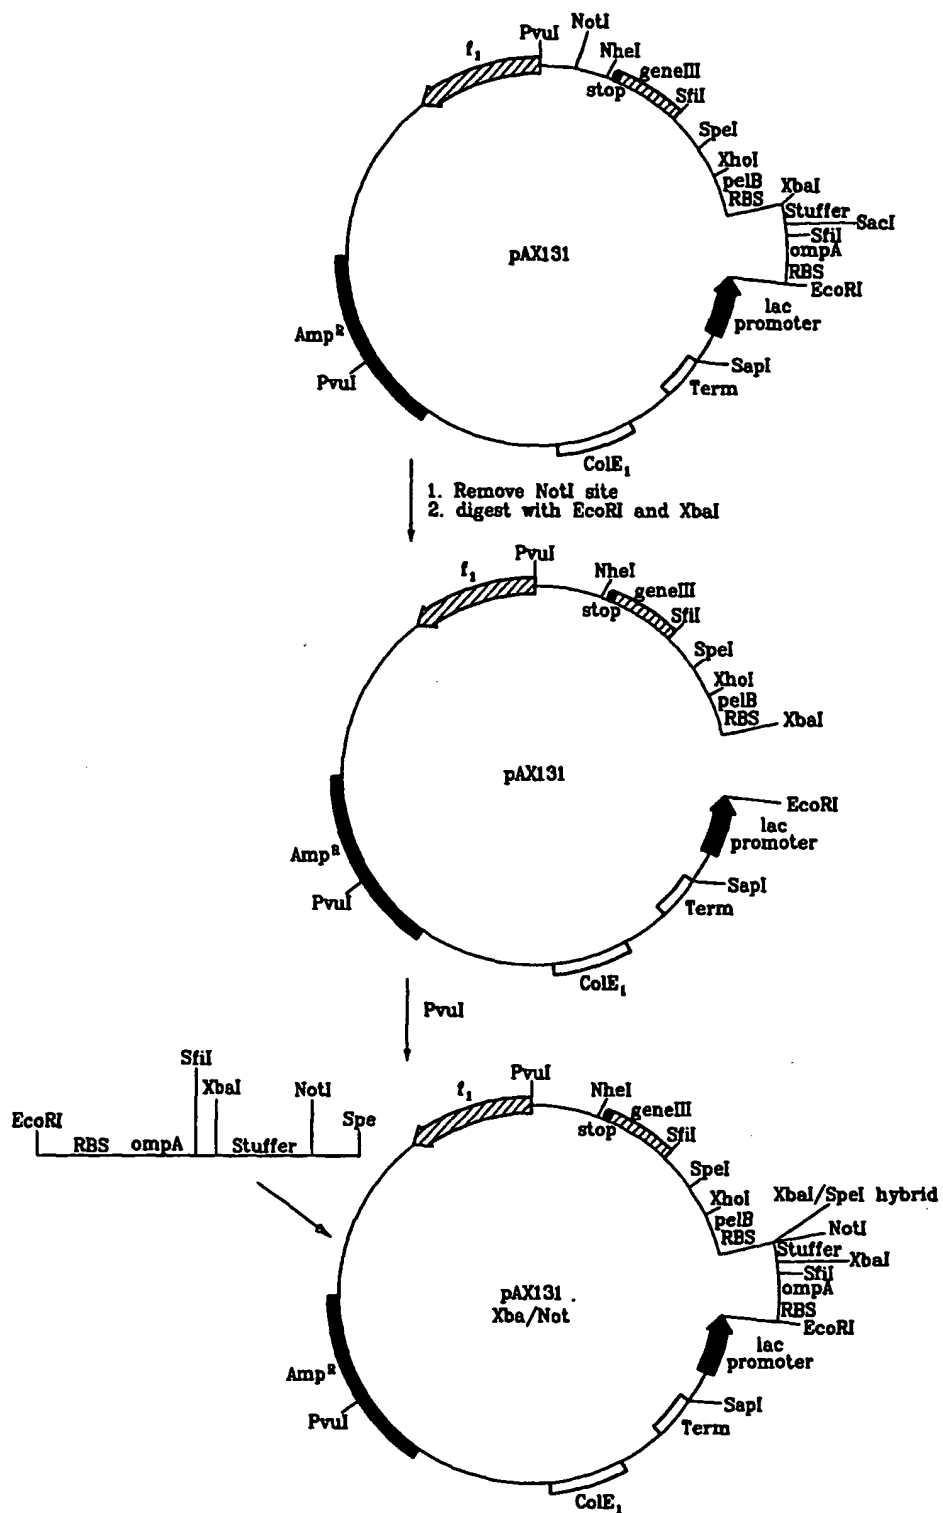 NotI
PvuI
f1
NheI
geneIII
stop
SfiI
SpeI
XhoI
pelB
RBS
XbaI
Stuffer
SacI
SfiI
ompA
RBS
EcoRI
pAX131
lac
promoter
AmpR
PvuI
SapI
Term
ColE1
1. Remove NotI site
2. digest with EcoRI and XbaI
PvuI
f1
NheI
geneIII
stop
SfiI
SpeI
XhoI
pelB
RBS
XbaI
pAX131
EcoRI
lac
promoter
AmpR
PvuI
SapI
Term
ColE1
PvuI
SfiI
XbaI
NotI
EcoRI
Spe
RBS ompA Stuffer
PvuI
f1
NheI
geneIII
stop
SfiI
SpeI
XhoI
pelB
RBS
XbaI/SpeI hybrid
NotI
Stuffer
XbaI
SfiI
ompA
RBS
EcoRI
pAX131
Xba/Not
lac
promoter
AmpR
PvuI
SapI
Term
ColE1